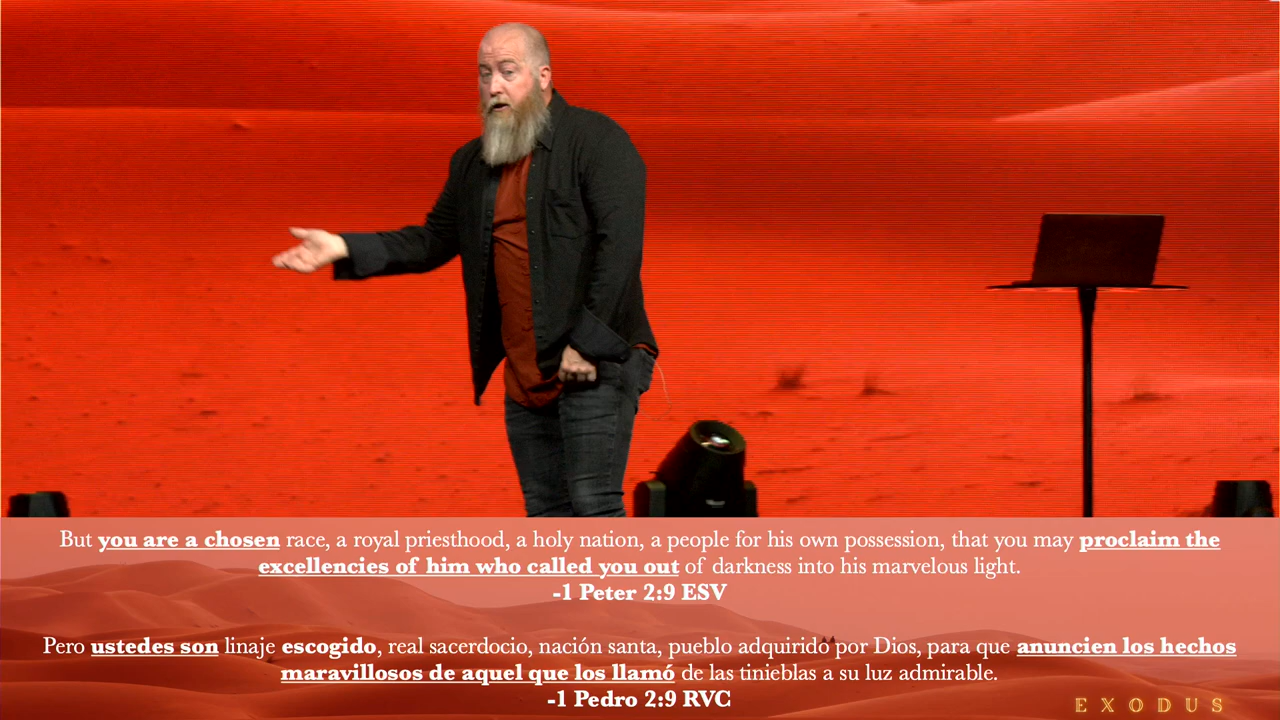 But you are a chosen race, a royal priesthood, a holy nation, a people for his own possession, that you may proclaim the
excellencies of him who called you out of darkness into his marvelous light.
-1 Peter 2:9 ESV
Pero ustedes son linaje escogido, real sacerdocio, nación santa, pueblo adquirido por Dios, para que anuncien los hechos
maravillosos de aquel que los llamó de las tinieblas a su luz admirable.
-1 Pedro 2:9 RVC
EXODUS